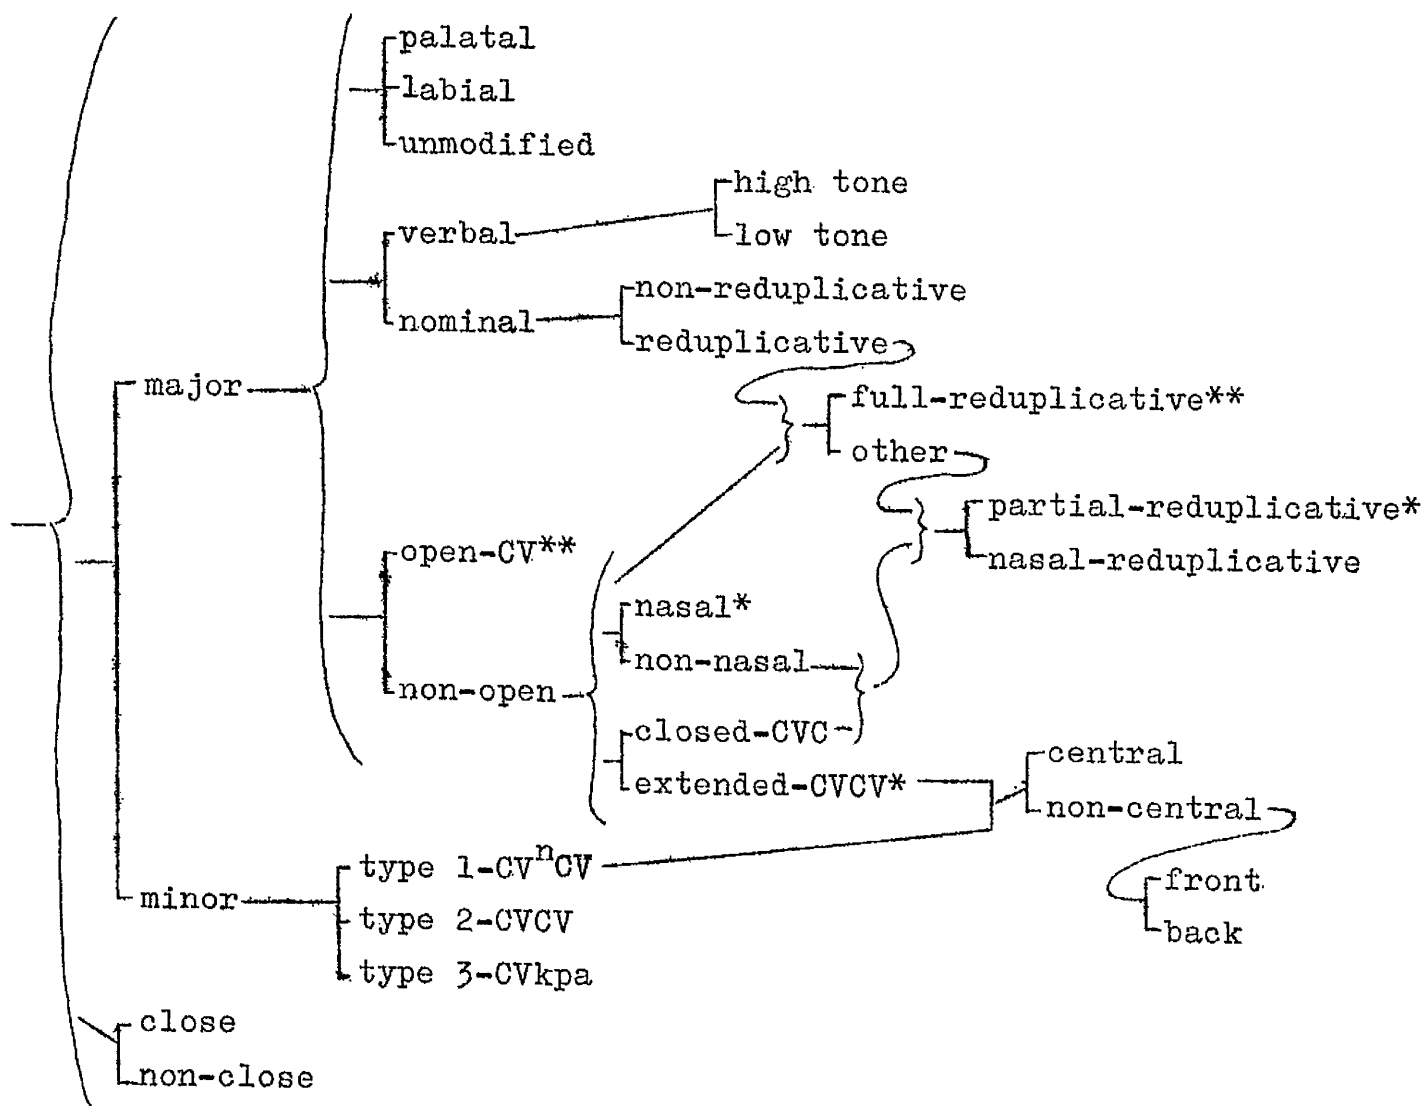 palatal
labial
unmodified
high tone
verbal
low tone
non-reduplicative
nominal
reduplicative
major
full-reduplicative**
other
partial-reduplicative*
open-CV**
nasal-reduplicative
nasal*
non-nasal
non-open
closed-CVC
central
extended-CVCV*
non-central
type 1-CVⁿCV
front
minor
type 2-CVCV
back
type 3-CVkpa
close
non-close